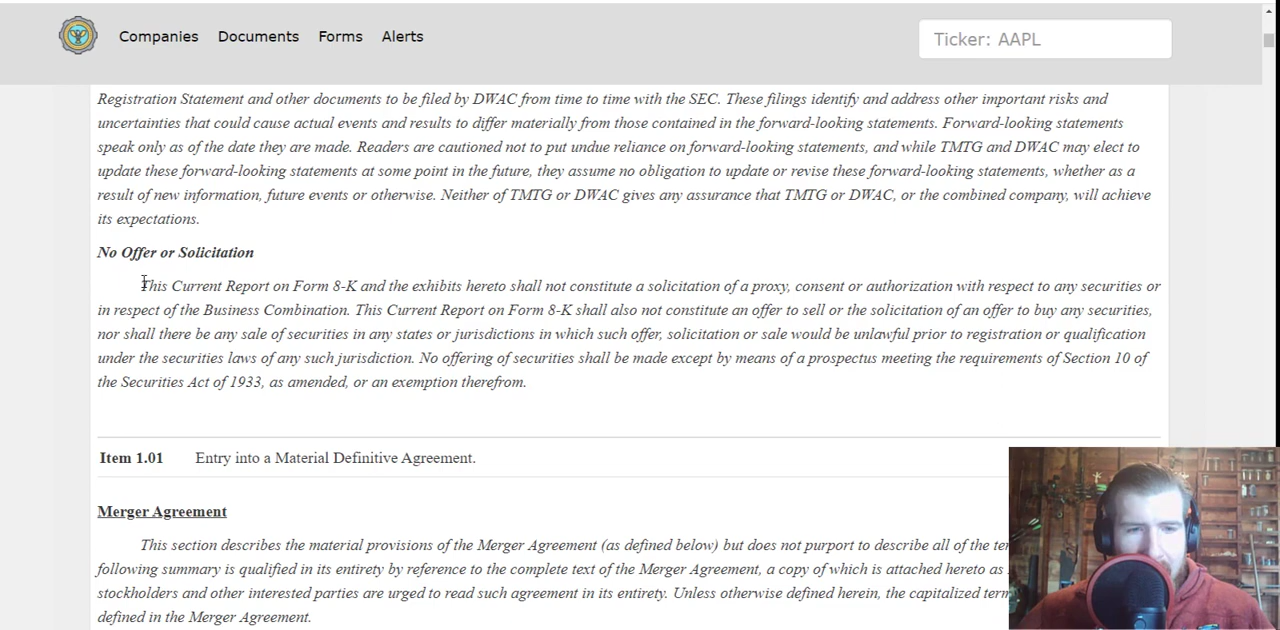 Companies Documents Forms Alerts Ticker: AAPL
Registration Statement and other documents to be filed by DWAC from time to time with the SEC. These filings identify and address other important risks and
uncertainties that could cause actual events and results to differ materially from those contained in the forward-looking statements. Forward-looking statements
speak only as of the date they are made. Readers are cautioned not to put undue reliance on forward-looking statements, and while TMTG and DWAC may elect to
update these forward-looking statements at some point in the future, they assume no obligation to update or revise these forward-looking statements, whether as a
result of new information, future events or otherwise. Neither of TMTG or DWAC gives any assurance that TMTG or DWAC, or the combined company, will achieve
its expectations.
No Offer or Solicitation
This Current Report on Form 8-K and the exhibits hereto shall not constitute a solicitation of a proxy, consent or authorization with respect to any securities or
in respect of the Business Combination. This Current Report on Form 8-K shall also not constitute an offer to sell or the solicitation of an offer to buy any securities,
nor shall there be any sale of securities in any states or jurisdictions in which such offer, solicitation or sale would be unlawful prior to registration or qualification
under the securities laws of any such jurisdiction. No offering of securities shall be made except by means of a prospectus meeting the requirements of Section 10 of
the Securities Act of 1933, as amended, or an exemption therefrom.
Item 1.01 Entry into a Material Definitive Agreement.
Merger Agreement
This section describes the material provisions of the Merger Agreement (as defined below) but does not purport to describe all of the
following summary is qualified in its entirety by reference to the complete text of the Merger Agreement, a copy of which is attached hereto as
stockholders and other interested parties are urged to read such agreement in its entirety. Unless otherwise defined herein, the capitalized
defined in the Merger Agreement.